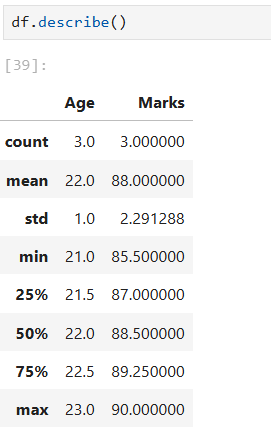 df.describe()
[39]:
Age Marks
count 3.0 3.000000
mean 22.0 88.000000
std 1.0 2.291288
min 21.0 85.500000
25% 21.5 87.000000
50% 22.0 88.500000
75% 22.5 89.250000
max 23.0 90.000000